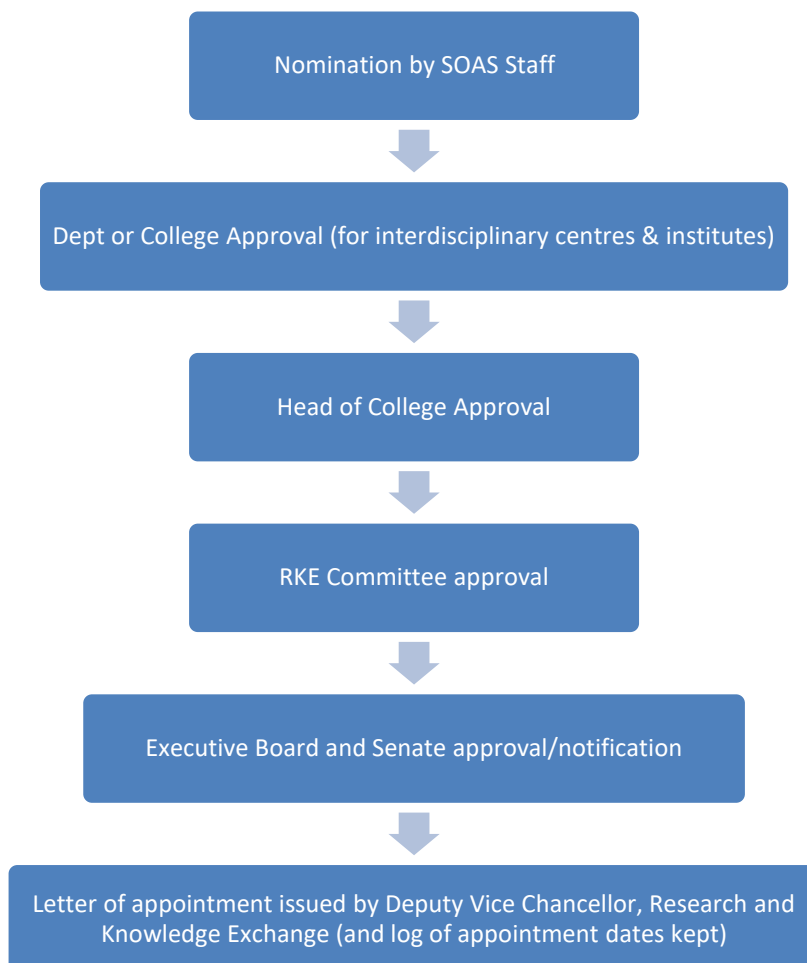 Nomination by SOAS Staff
Dept or College Approval (for interdisciplinary centres & institutes)
Head of College Approval
RKE Committee approval
Executive Board and Senate approval/notification
Letter of appointment issued by Deputy Vice Chancellor, Research and
Knowledge Exchange (and log of appointment dates kept)